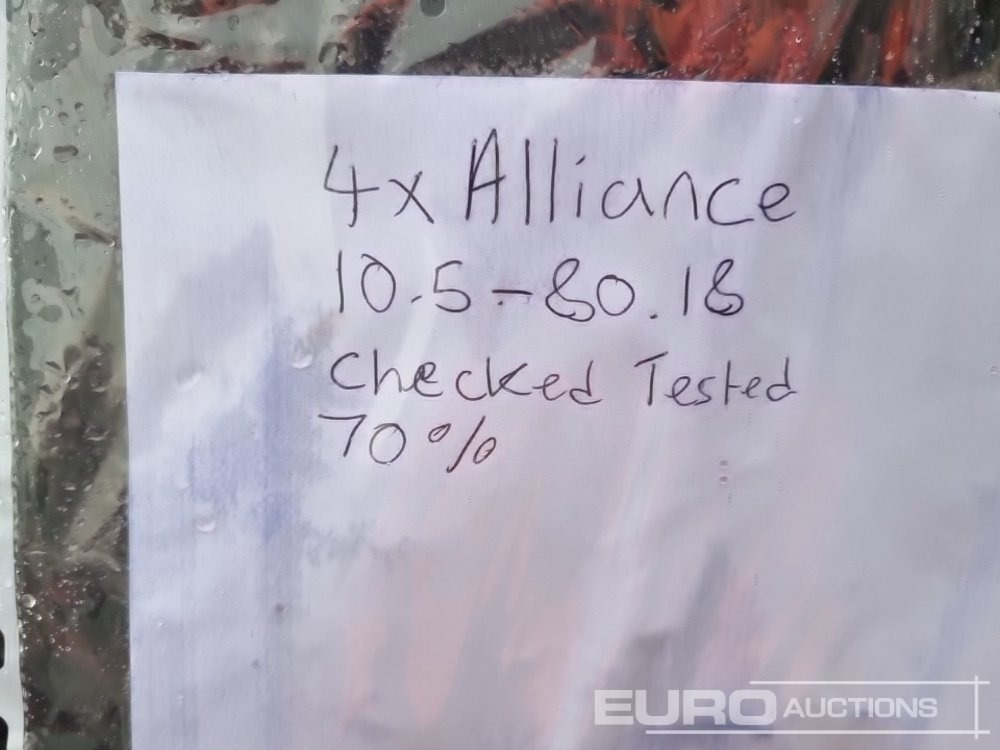 4x Alliance
10.5-80.18
Checked Tested
70%
EURO AUCTIONS